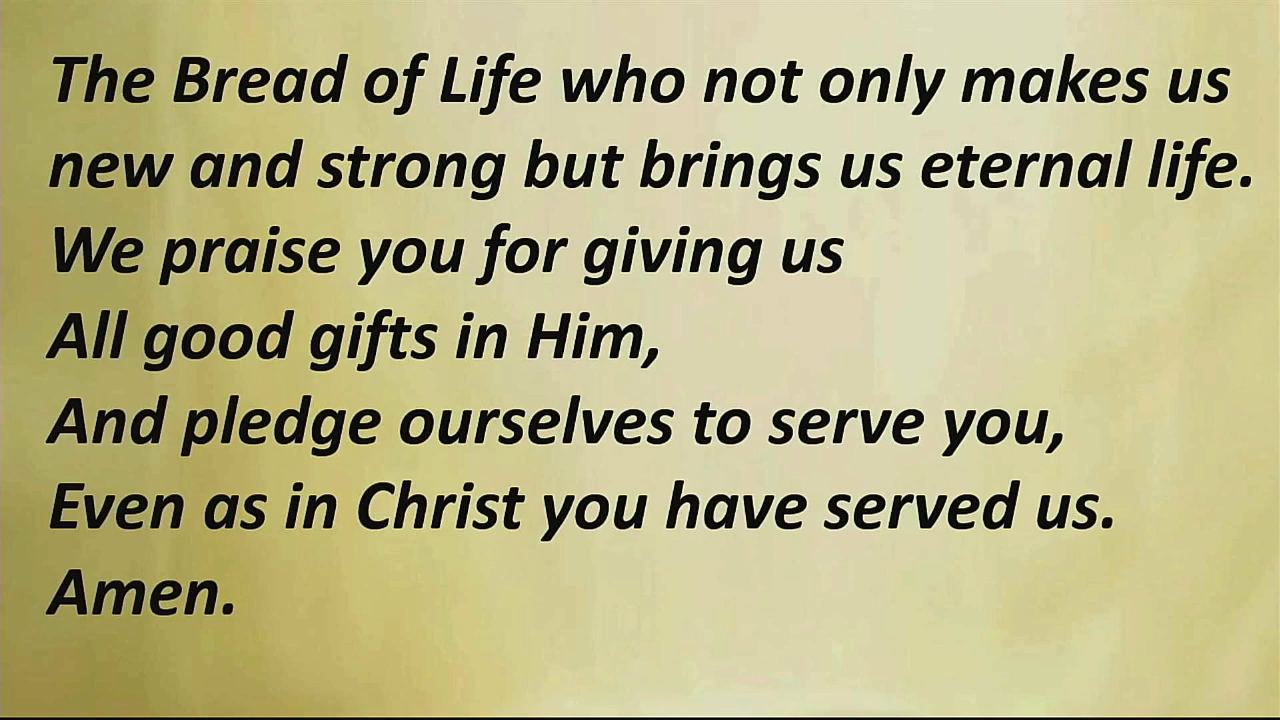 The Bread of Life who not only makes us
new and strong but brings us eternal life.
We praise you for giving us
All good gifts in Him,
And pledge ourselves to serve you,
Even as in Christ you have served us.
Amen.